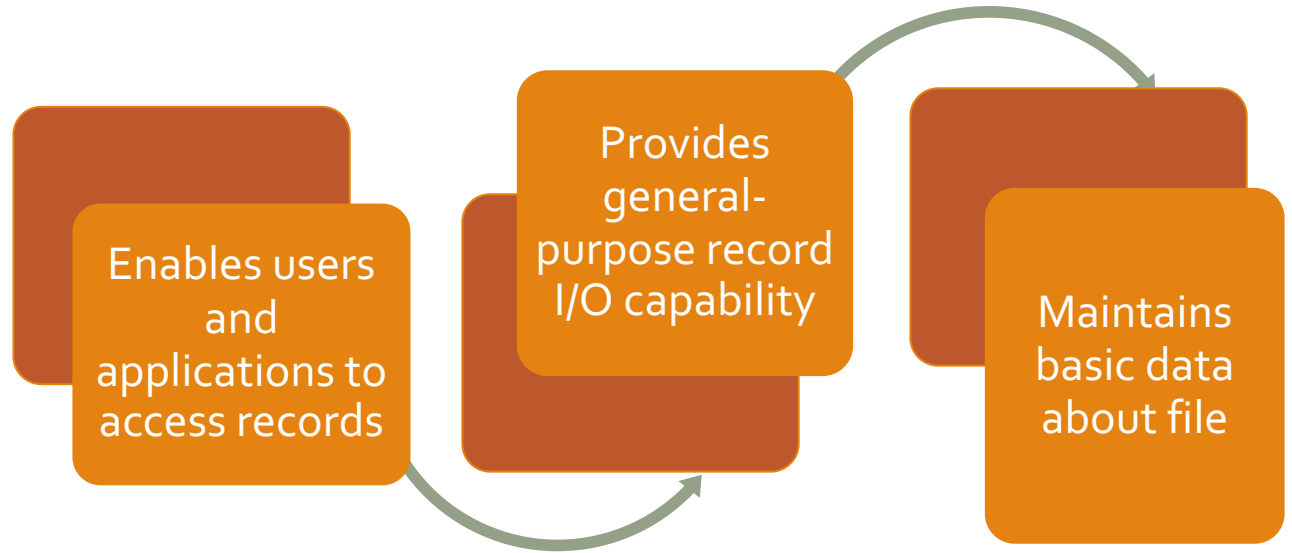 Enables users
and
applications to
access records
Provides
general-
purpose record
I/O capability
Maintains
basic data
about file